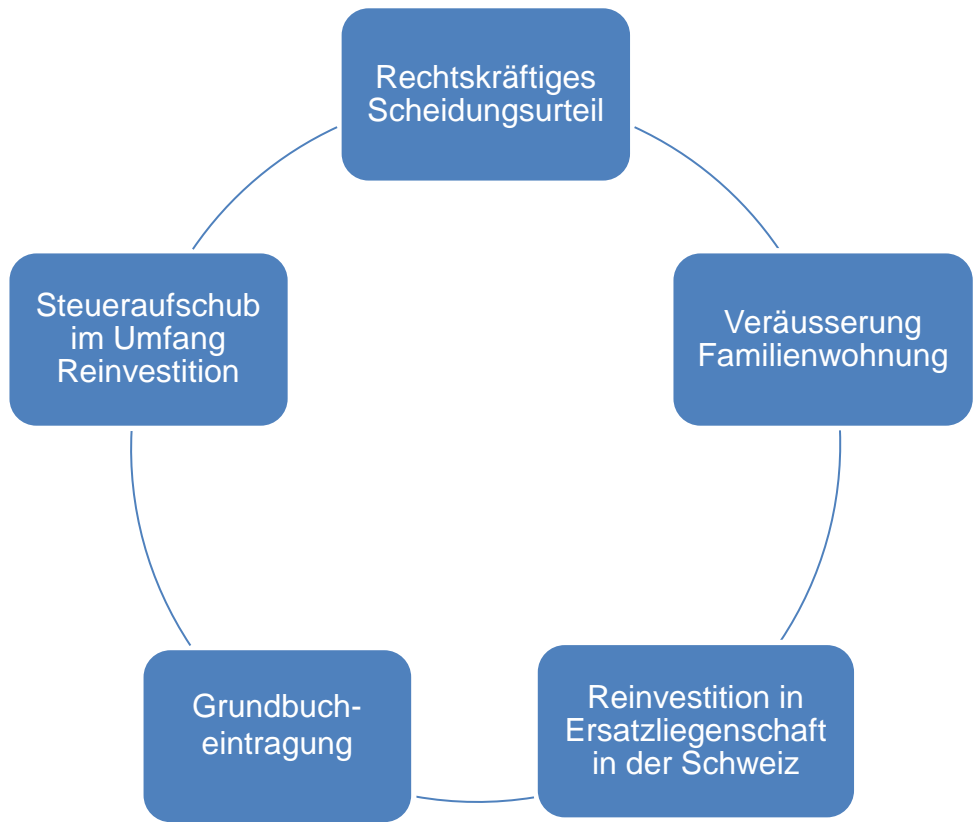 Rechtskräftiges
Scheidungsurteil
Veräusserung
Familienwohnung
Reinvestition in
Ersatzliegenschaft
in der Schweiz
Grundbuch-
eintragung
Steueraufschub
im Umfang
Reinvestition